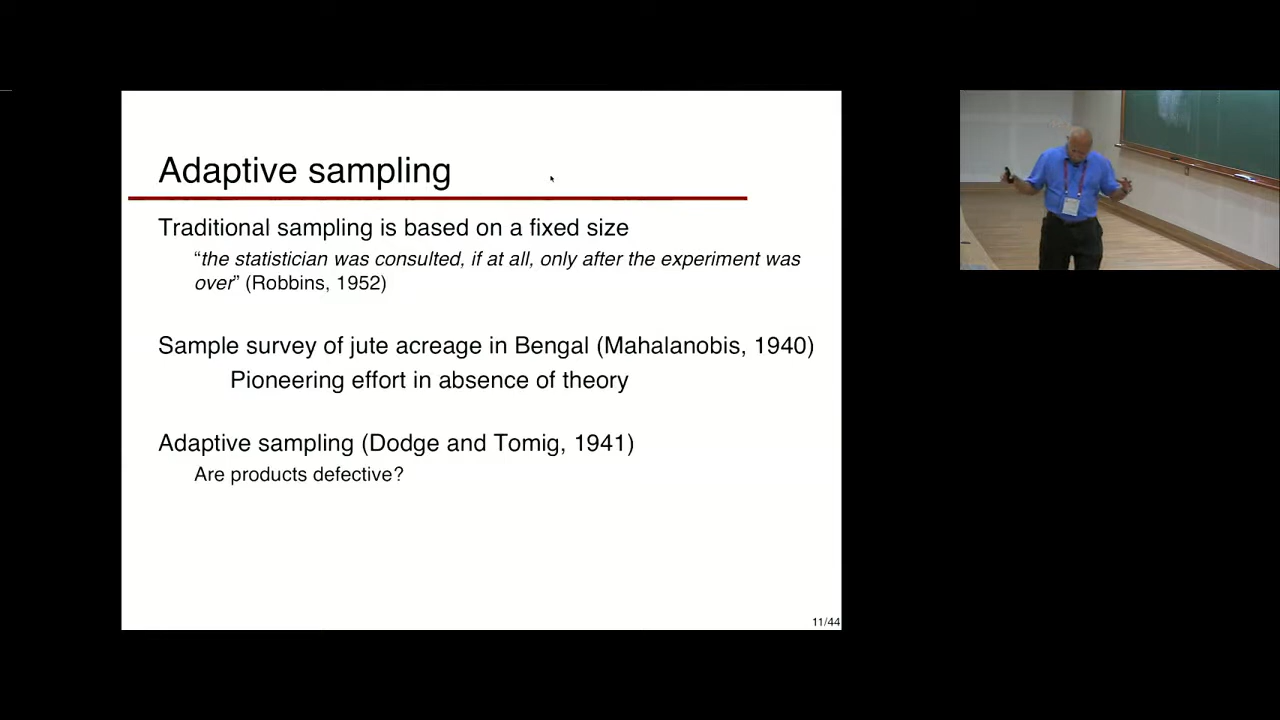 Adaptive sampling
Traditional sampling is based on a fixed size
“the statistician was consulted, if at all, only after the experiment was
over” (Robbins, 1952)
Sample survey of jute acreage in Bengal (Mahalanobis, 1940)
Pioneering effort in absence of theory
Adaptive sampling (Dodge and Tomig, 1941)
Are products defective?
11/44